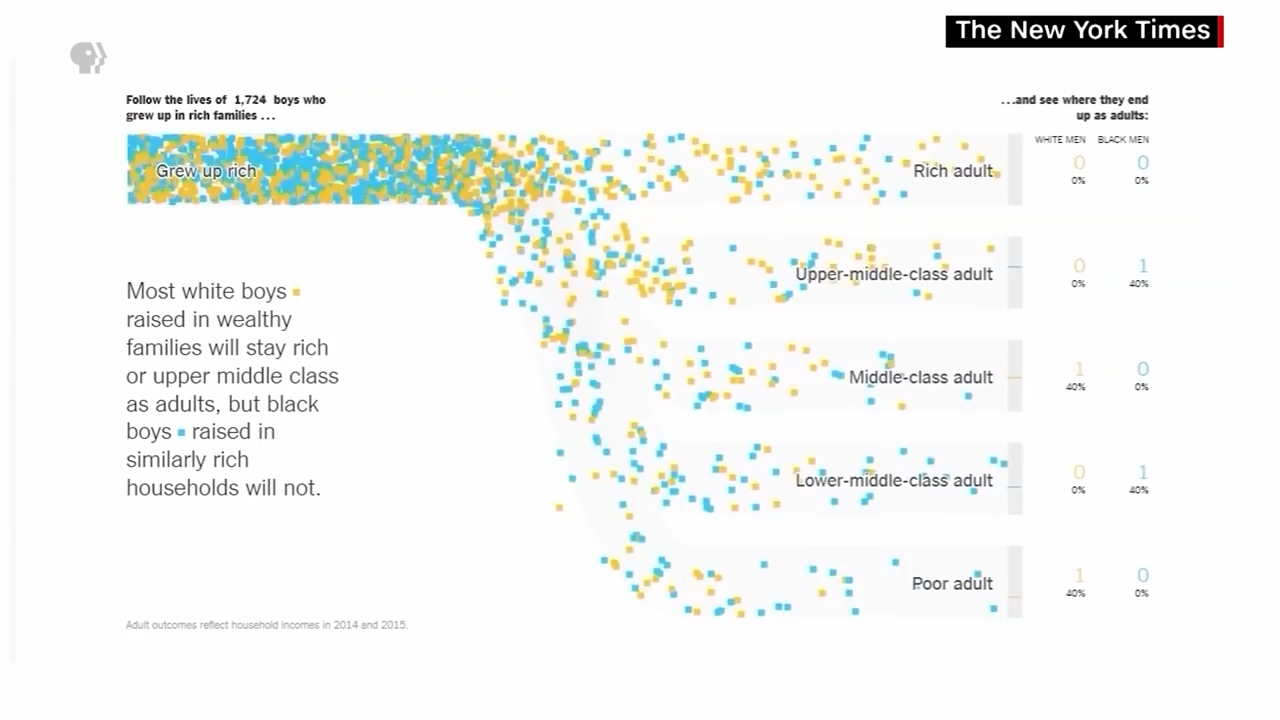 The New York Times
Follow the lives of 1,724 boys who
grew up in rich families ...
...and see where they end
up as adults:
WHITE MEN BLACK MEN
Grew up rich
Rich adult
0 0
0% 0%
Upper-middle-class adult
0 1
0% 40%
Most white boys
raised in wealthy
families will stay rich
or upper middle class
as adults, but black
boys raised in
similarly rich
households will not.
Middle-class adult
1 0
40% 0%
Lower-middle-class adult
0 1
0% 40%
Poor adult
1 0
40% 0%
Adult outcomes reflect household incomes in 2014 and 2015.